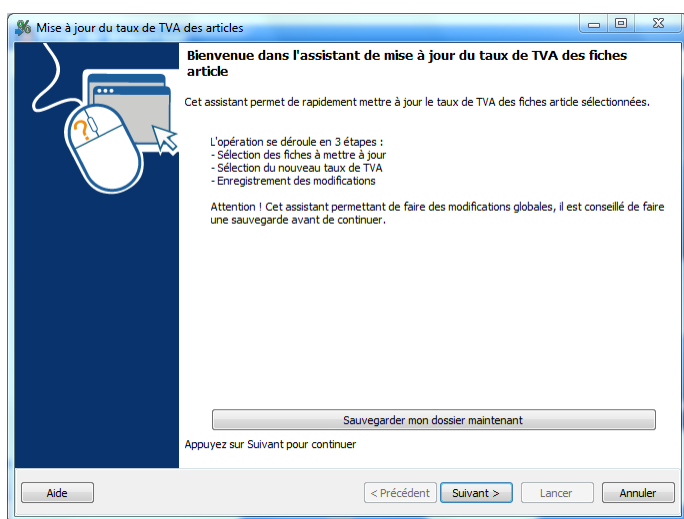 Mise à jour du taux de TVA des articles
Bienvenue dans l'assistant de mise à jour du taux de TVA des fiches
article
Cet assistant permet de rapidement mettre à jour le taux de TVA des fiches article sélectionnées.
L'opération se déroule en 3 étapes :
- Sélection des fiches à mettre à jour
- Sélection du nouveau taux de TVA
- Enregistrement des modifications
Attention ! Cet assistant permettant de faire des modifications globales, il est conseillé de faire
une sauvegarde avant de continuer.
Sauvegarder mon dossier maintenant
Appuyez sur Suivant pour continuer
Aide
< Précédent
Suivant >
Lancer
Annuler